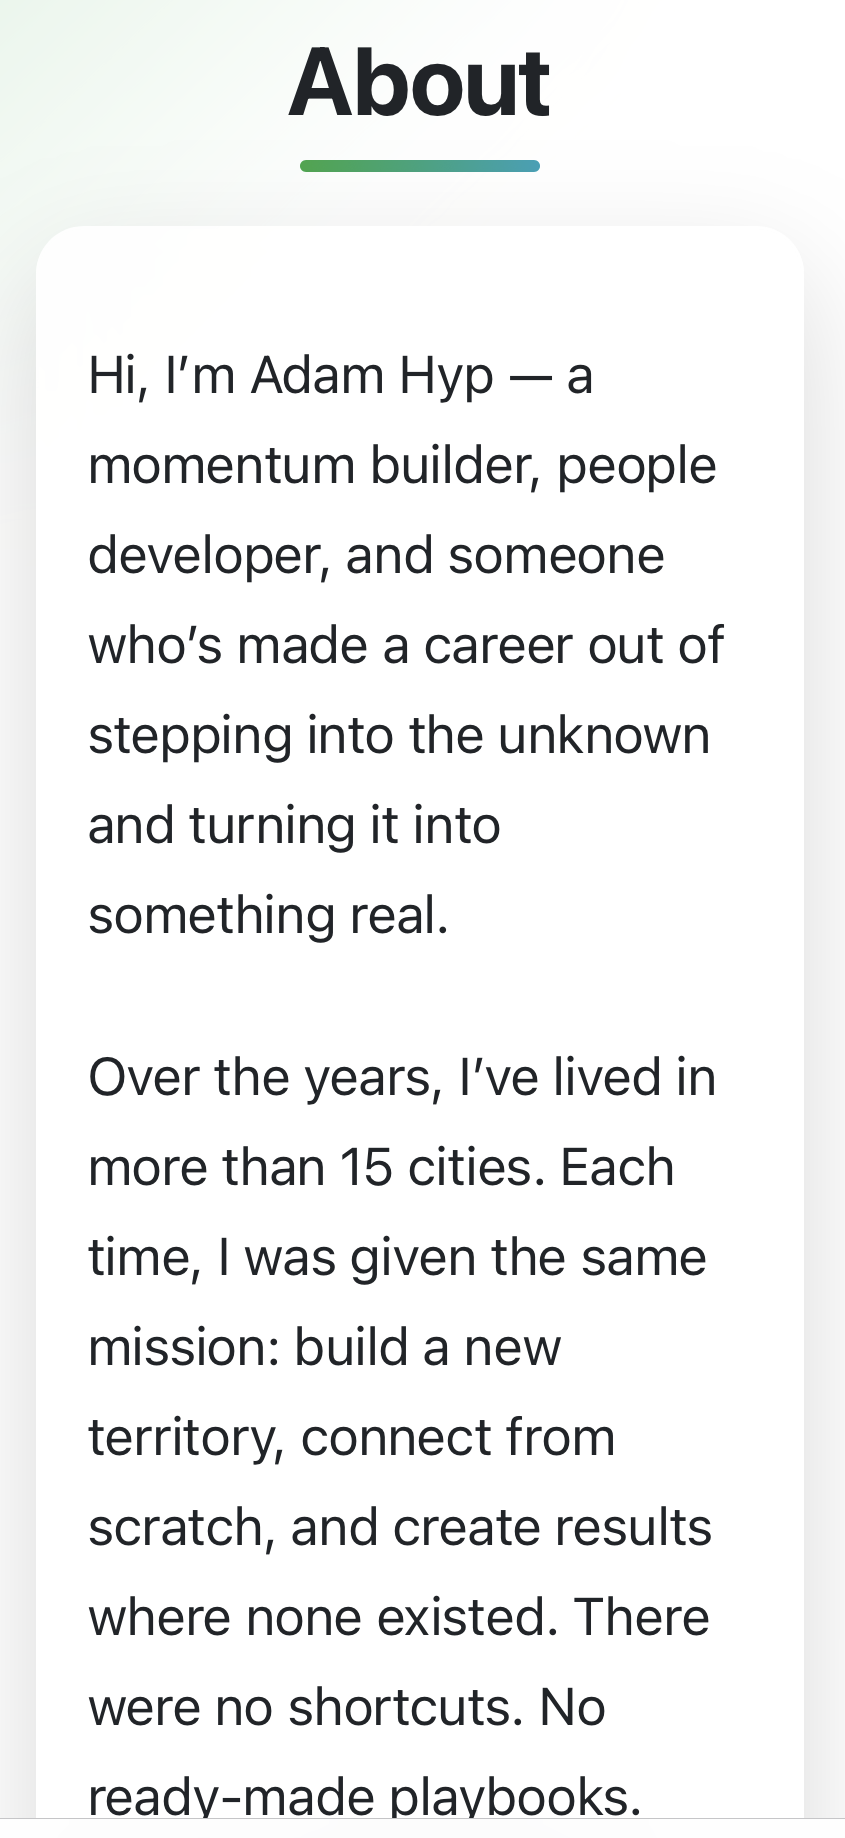 About
Hi, I’m Adam Hyp — a
momentum builder, people
developer, and someone
who’s made a career out of
stepping into the unknown
and turning it into
something real.
Over the years, I’ve lived in
more than 15 cities. Each
time, I was given the same
mission: build a new
territory, connect from
scratch, and create results
where none existed. There
were no shortcuts. No
ready-made playbooks.